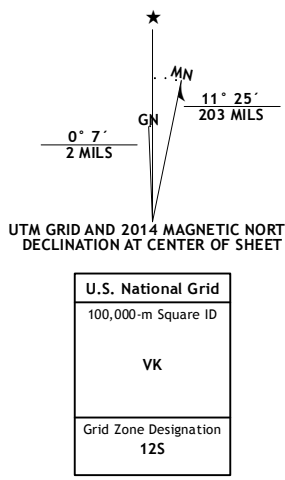 MN
GN
11° 25´
203 MILS
0° 7´
2 MILS
UTM GRID AND 2014 MAGNETIC NORT
DECLINATION AT CENTER OF SHEET
U.S. National Grid
100,000-m Square ID
VK
Grid Zone Designation
12S